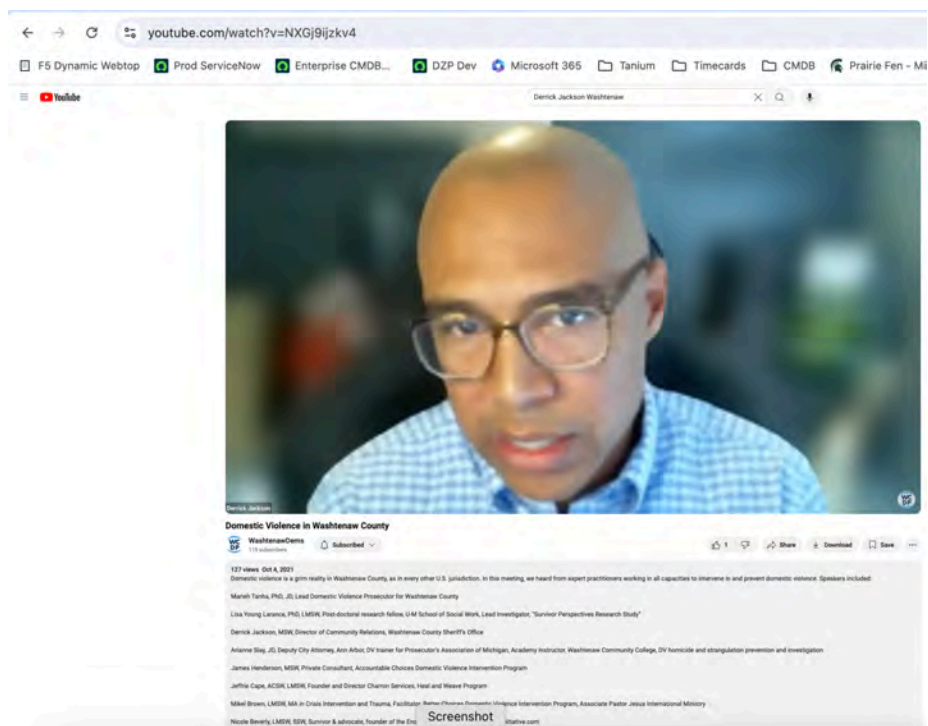 youtube.com/watch?v=NXGj9ijzkv4
F5 Dynamic Webtop Prod ServiceNow Enterprise CMDB... DZP Dev Microsoft 365 Tanium Timecards CMDB Prairie Fen - Mi
YouTube Derrick Jackson Washtenaw
Derrick Jackson
Domestic Violence in Washtenaw County
WashtenawDems Subscribed 1 Share Download Save
119 subscribers
137 views Oct 4, 2021
Domestic violence is a grim reality in Washtenaw County, as in every other U.S. jurisdiction. In this meeting, we heard from expert practitioners working in all capacities to intervene in and prevent domestic violence. Speakers included:
Marieh Tanha, PhD, JD, Lead Domestic Violence Prosecutor for Washtenaw County
Lisa Young Larance, PhD, LMSW, Post-doctoral research fellow, U-M School of Social Work, Lead Investigator, "Survivor Perspectives Research Study"
Derrick Jackson, MSW, Director of Community Relations, Washtenaw County Sheriff's Office
Arianne Slay, JD, Deputy City Attorney, Ann Arbor, DV trainer for Prosecutor's Association of Michigan, Academy Instructor, Washtenaw Community College, DV homicide and strangulation prevention and investigation
James Henderson, MSW, Private Consultant, Accountable Choices Domestic Violence Intervention Program
Jeffrie Cape, ACSW, LMSW, Founder and Director Charron Services, Heal and Weave Program
Mikel Brown, LMSW, MA in Crisis Intervention and Trauma, Facilitator, Better Choices Domestic Violence Intervention Program, Associate Pastor Jesus International Ministry
Nicole Beverly, LMSW, SSW, Survivor & advocate, founder of the En
Screenshot